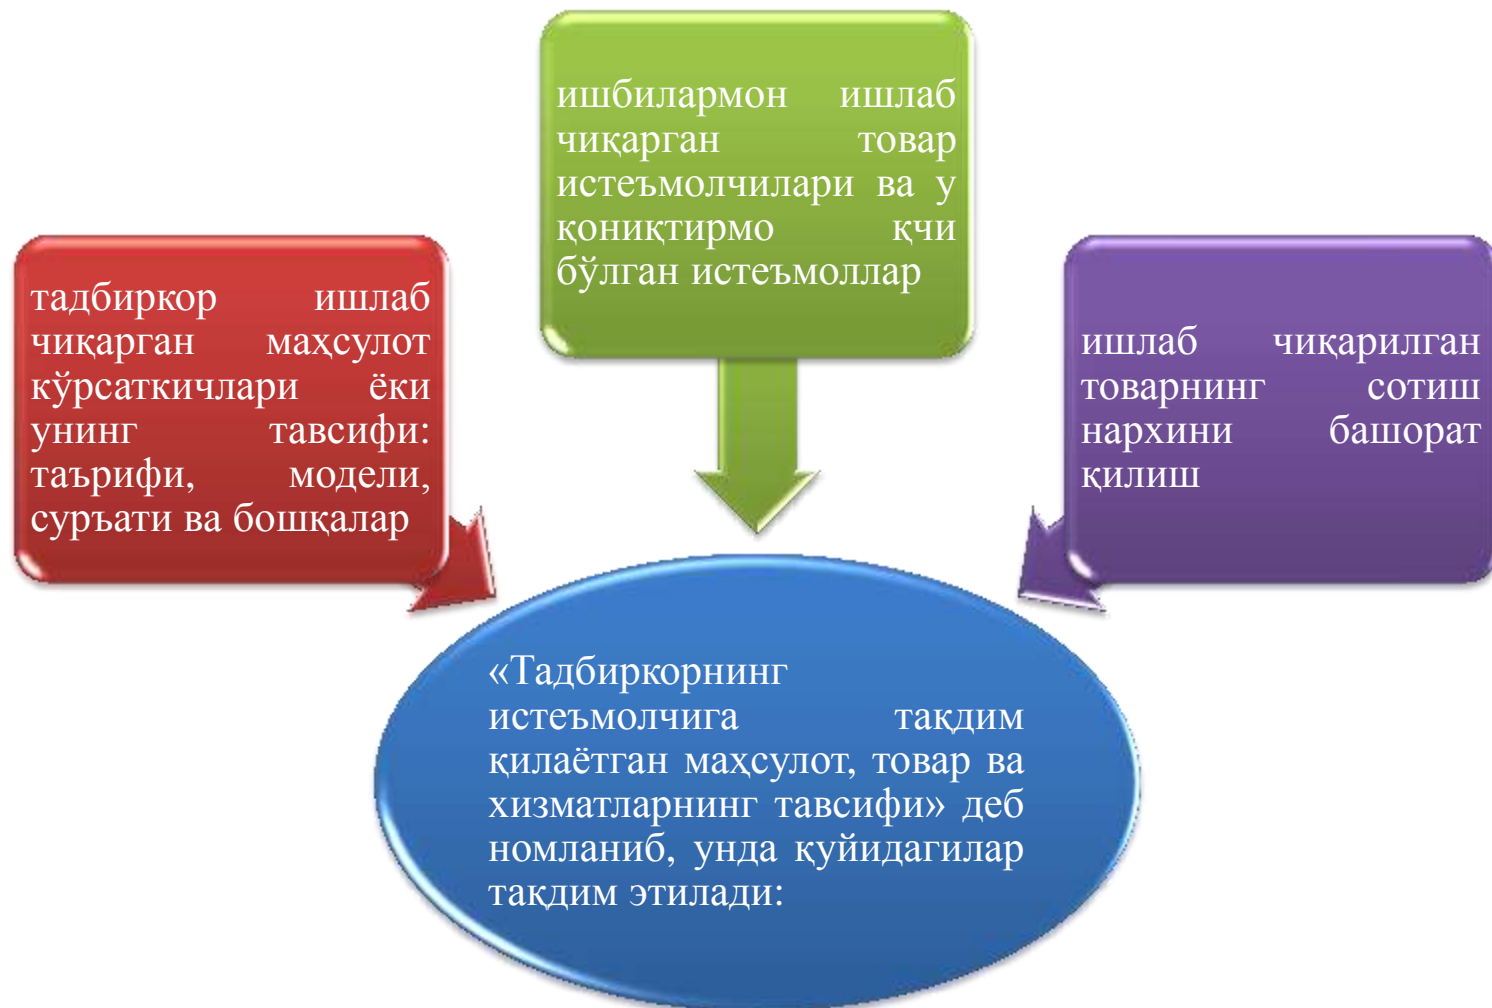 ишбилармон ишлаб
чиқарган товар
истеъмолчилари ва у
қониқтирмо қчи
бўлган истеъмоллар
тадбиркор ишлаб
чиқарган маҳсулот
кўрсаткичлари ёки
унинг тавсифи:
таърифи, модели,
суръати ва бошқалар
ишлаб чиқарилган
товарнинг сотиш
нархини башорат
қилиш
«Тадбиркорнинг
истеъмолчига тақдим
қилаётган маҳсулот, товар ва
хизматларнинг тавсифи» деб
номланиб, унда қуйидагилар
тақдим этилади: